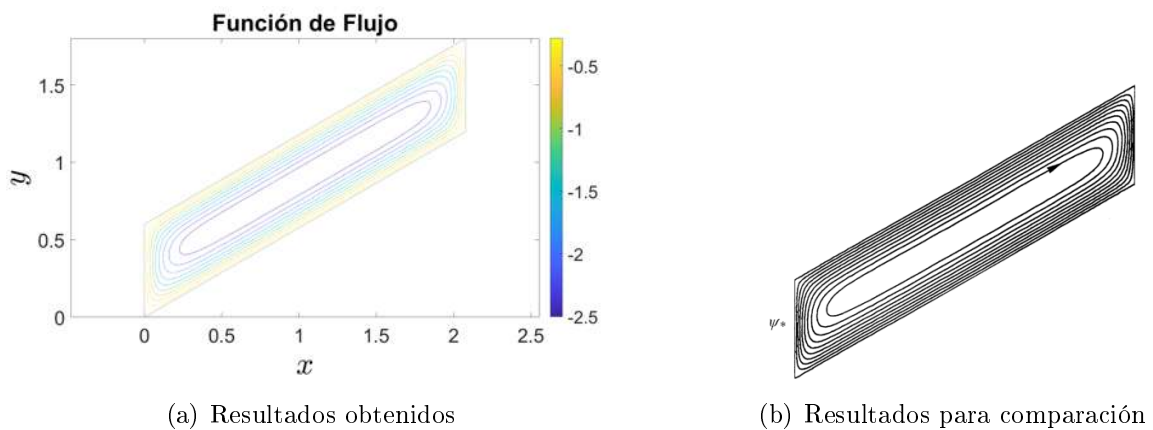 Función de Flujo
1.5
1
0.5
0
y
0
0.5
1
1.5
2
2.5
x
-0.5
-1
-1.5
-2
-2.5
(a) Resultados obtenidos
ψ*
(b) Resultados para comparación